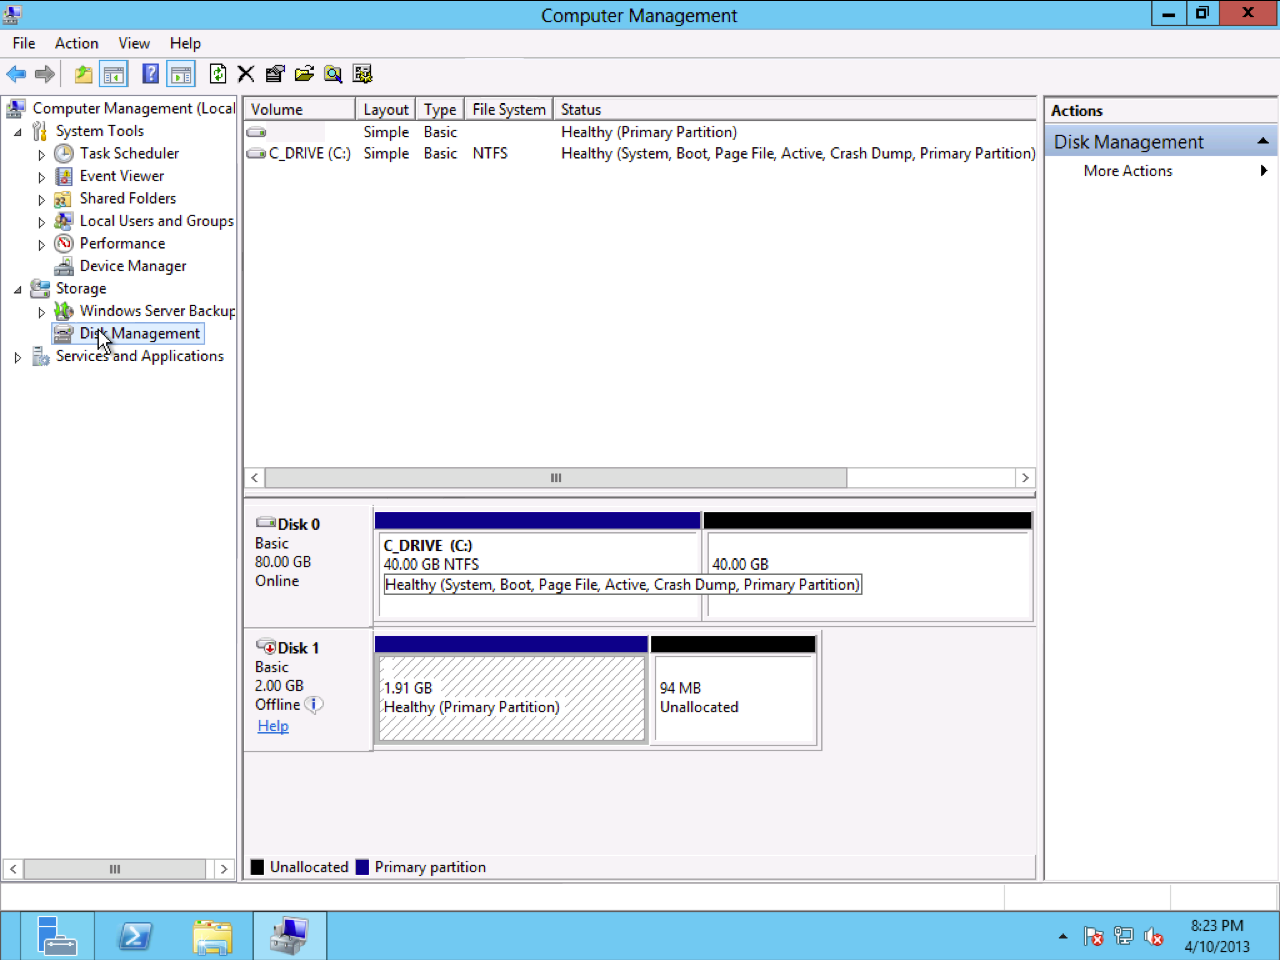 Computer Management
File Action View Help
Computer Management (Local
System Tools
Task Scheduler
Event Viewer
Shared Folders
Local Users and Groups
Performance
Device Manager
Storage
Windows Server Backup
Disk Management
Services and Applications
Volume Layout Type File System Status
Simple Basic Healthy (Primary Partition)
C_DRIVE (C:) Simple Basic NTFS Healthy (System, Boot, Page File, Active, Crash Dump, Primary Partition)
Actions
Disk Management
More Actions
Disk 0
Basic
80.00 GB
Online
C_DRIVE (C:)
40.00 GB NTFS
Healthy (System, Boot, Page File, Active, Crash Dump, Primary Partition)
40.00 GB
Disk 1
Basic
2.00 GB
Offline
Help
1.91 GB
Healthy (Primary Partition)
94 MB
Unallocated
Unallocated Primary partition
8:23 PM
4/10/2013